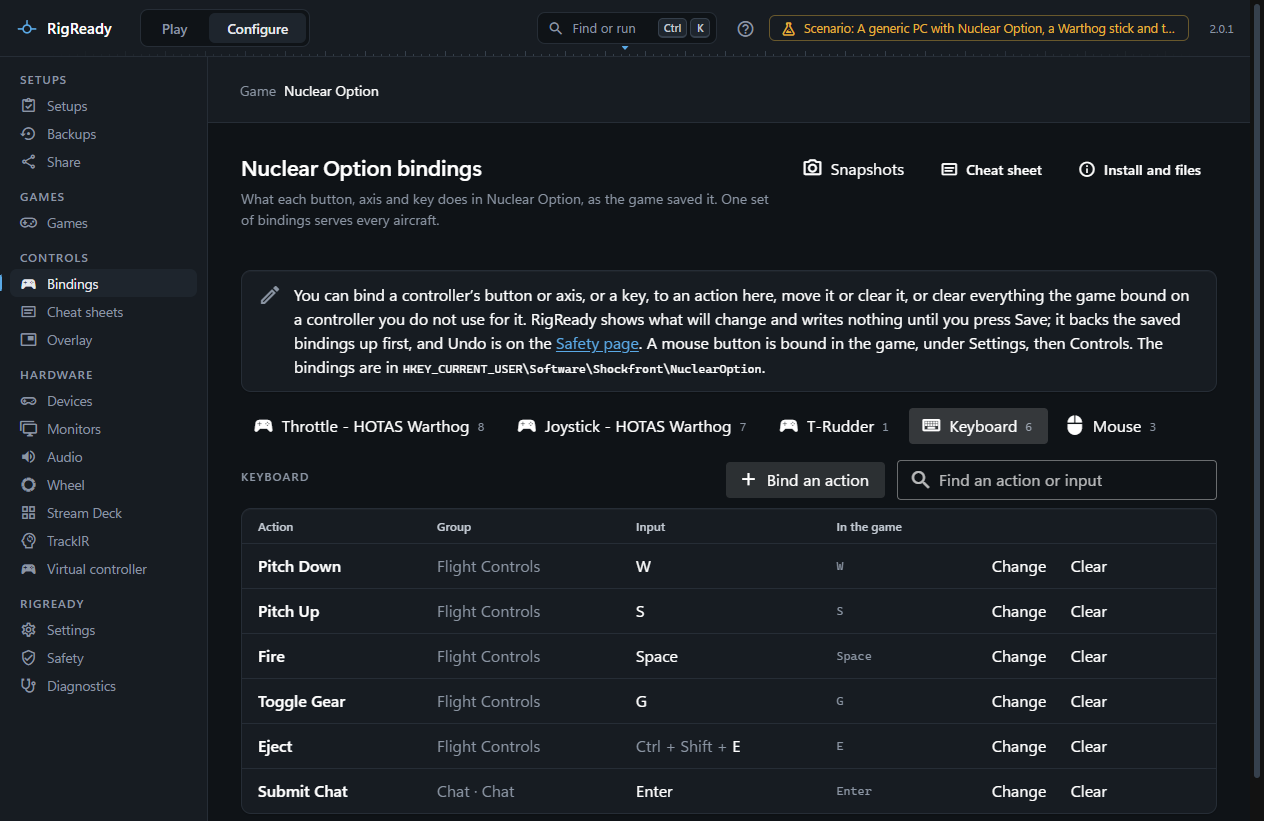 RigReady
Play
Configure
Find or run
Ctrl
K
Scenario: A generic PC with Nuclear Option, a Warthog stick and t...
2.0.1
SETUPS
Setups
Backups
Share
GAMES
Games
CONTROLS
Bindings
Cheat sheets
Overlay
HARDWARE
Devices
Monitors
Audio
Wheel
Stream Deck
TrackIR
Virtual controller
RIGREADY
Settings
Safety
Diagnostics
Game Nuclear Option
Nuclear Option bindings
What each button, axis and key does in Nuclear Option, as the game saved it. One set
of bindings serves every aircraft.
Snapshots
Cheat sheet
Install and files
You can bind a controller’s button or axis, or a key, to an action here, move it or clear it, or clear everything the game bound on
a controller you do not use for it. RigReady shows what will change and writes nothing until you press Save; it backs the saved
bindings up first, and Undo is on the Safety page. A mouse button is bound in the game, under Settings, then Controls. The
bindings are in HKEY_CURRENT_USER\Software\Shockfront\NuclearOption.
Throttle - HOTAS Warthog 8
Joystick - HOTAS Warthog 7
T-Rudder 1
Keyboard 6
Mouse 3
KEYBOARD
+ Bind an action
Find an action or input
Action Group Input In the game
Pitch Down Flight Controls W W Change Clear
Pitch Up Flight Controls S S Change Clear
Fire Flight Controls Space Space Change Clear
Toggle Gear Flight Controls G G Change Clear
Eject Flight Controls Ctrl + Shift + E E Change Clear
Submit Chat Chat · Chat Enter Enter Change Clear